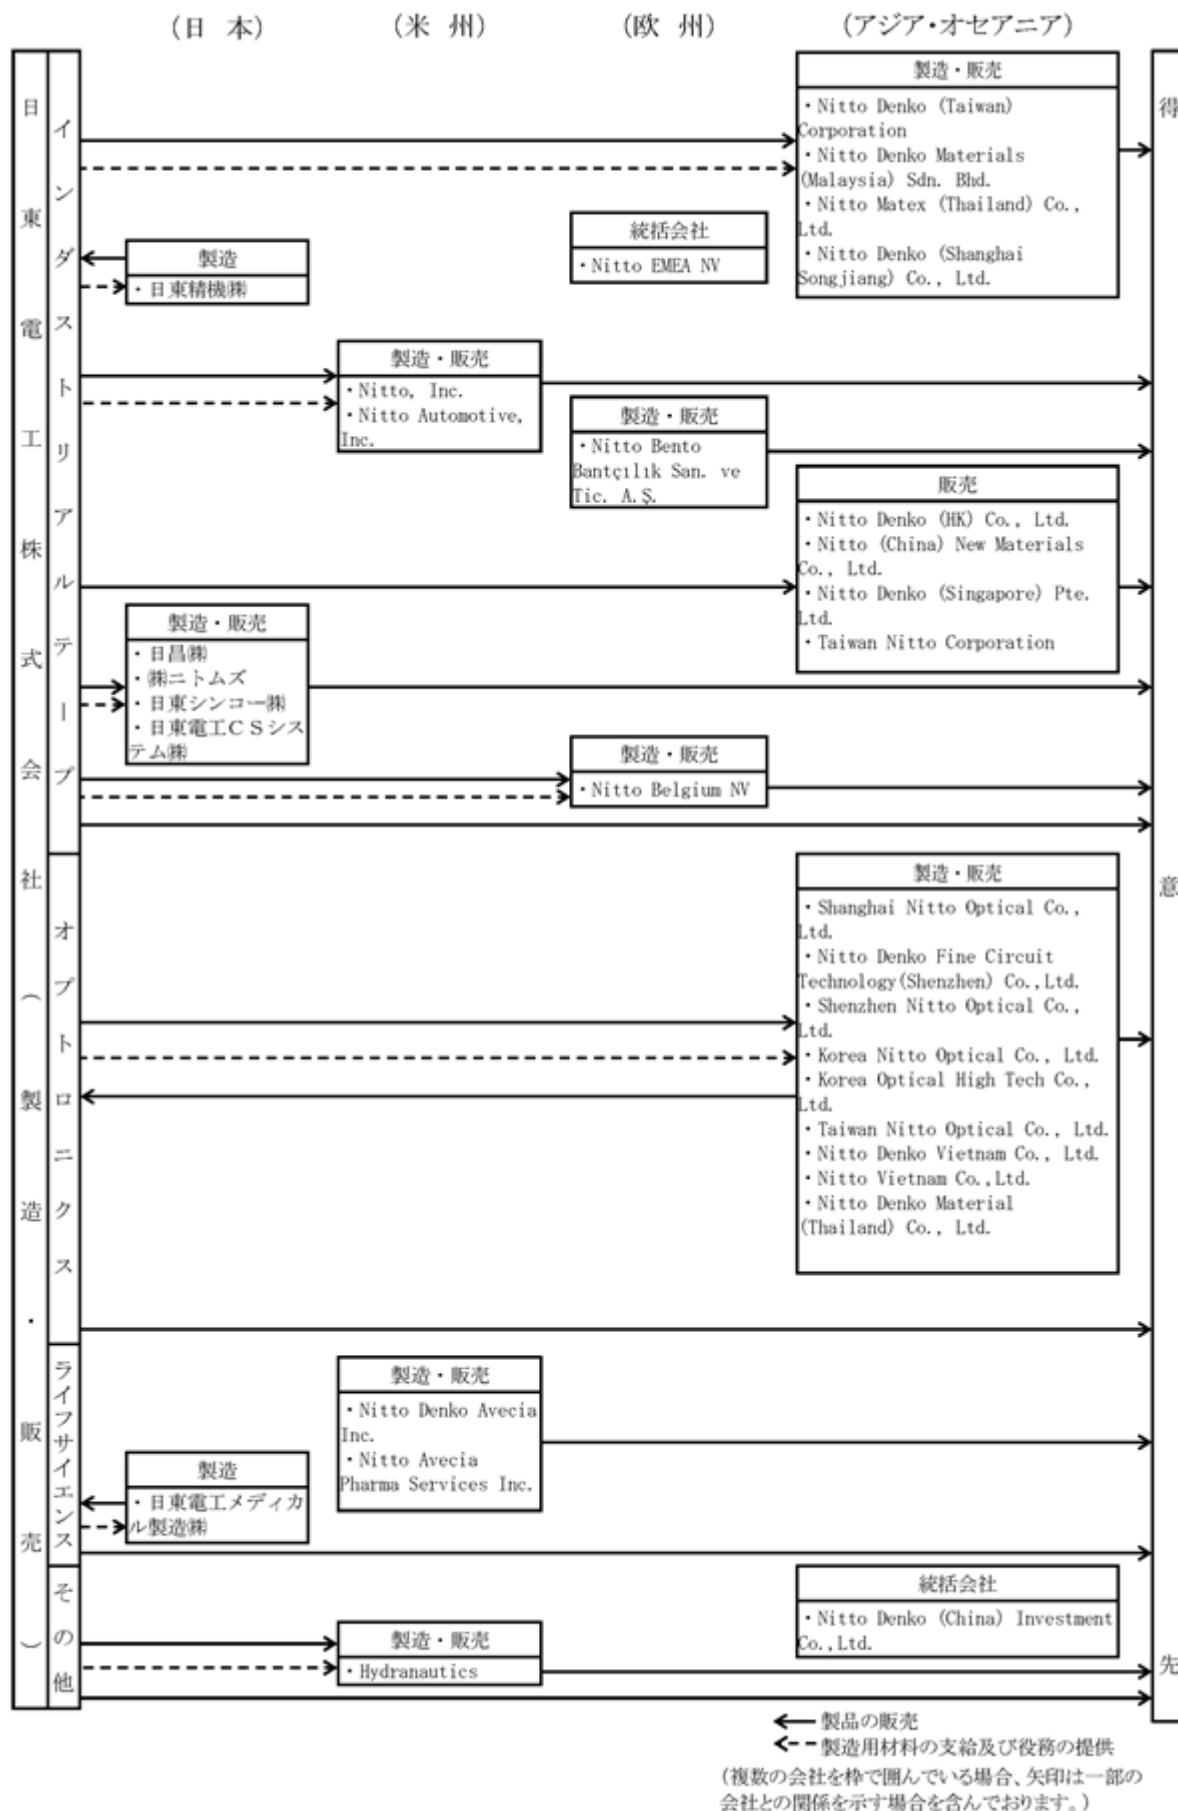 (日 本)
(米 州)
(欧 州)
(アジア・オセアニア)
日東電工株式会社(製造・販売)
インダストリアルテープ
製造・販売
・Nitto Denko (Taiwan)
Corporation
・Nitto Denko Materials
(Malaysia) Sdn. Bhd.
・Nitto Matex (Thailand) Co.,
Ltd.
・Nitto Denko (Shanghai
Songjiang) Co., Ltd.
統括会社
・Nitto EMEA NV
製造
・日東精機㈱
製造・販売
・Nitto, Inc.
・Nitto Automotive,
Inc.
製造・販売
・Nitto Bento
Bantçılık San. ve
Tic. A.Ş.
販売
・Nitto Denko (HK) Co., Ltd.
・Nitto (China) New Materials
Co., Ltd.
・Nitto Denko (Singapore) Pte.
Ltd.
・Taiwan Nitto Corporation
製造・販売
・日昌㈱
・㈱ニトムズ
・日東シンコー㈱
・日東電工CSシス
テム㈱
製造・販売
・Nitto Belgium NV
オプトロニクス
製造・販売
・Shanghai Nitto Optical Co.,
Ltd.
・Nitto Denko Fine Circuit
Technology(Shenzhen) Co.,Ltd.
・Shenzhen Nitto Optical Co.,
Ltd.
・Korea Nitto Optical Co., Ltd.
・Korea Optical High Tech Co.,
Ltd.
・Taiwan Nitto Optical Co., Ltd.
・Nitto Denko Vietnam Co., Ltd.
・Nitto Vietnam Co.,Ltd.
・Nitto Denko Material
(Thailand) Co., Ltd.
ライフサイエンス
製造・販売
・Nitto Denko Avecia
Inc.
・Nitto Avecia
Pharma Services Inc.
製造
・日東電工メディカ
ル製造㈱
その他
統括会社
・Nitto Denko (China) Investment
Co.,Ltd.
製造・販売
・Hydranautics
得意先
製品の販売
製造用材料の支給及び役務の提供
(複数の会社を枠で囲んでいる場合、矢印は一部の
会社との関係を示す場合を含んでおります。)